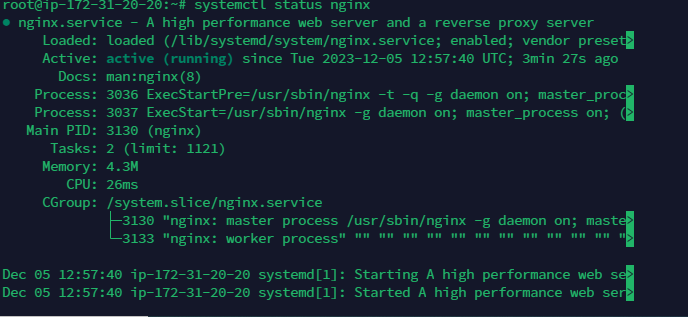 root@ip-172-31-20-20:~# systemctl status nginx
● nginx.service - A high performance web server and a reverse proxy server
     Loaded: loaded (/lib/systemd/system/nginx.service; enabled; vendor preset>
     Active: active (running) since Tue 2023-12-05 12:57:40 UTC; 3min 27s ago
       Docs: man:nginx(8)
    Process: 3036 ExecStartPre=/usr/sbin/nginx -t -q -g daemon on; master_proc>
    Process: 3037 ExecStart=/usr/sbin/nginx -g daemon on; master_process on; (>
   Main PID: 3130 (nginx)
      Tasks: 2 (limit: 1121)
     Memory: 4.3M
        CPU: 26ms
     CGroup: /system.slice/nginx.service
             ├─3130 "nginx: master process /usr/sbin/nginx -g daemon on; maste>
             └─3133 "nginx: worker process" "" "" "" "" "" "" "" "" "" "" "" ">
Dec 05 12:57:40 ip-172-31-20-20 systemd[1]: Starting A high performance web se>
Dec 05 12:57:40 ip-172-31-20-20 systemd[1]: Started A high performance web ser>